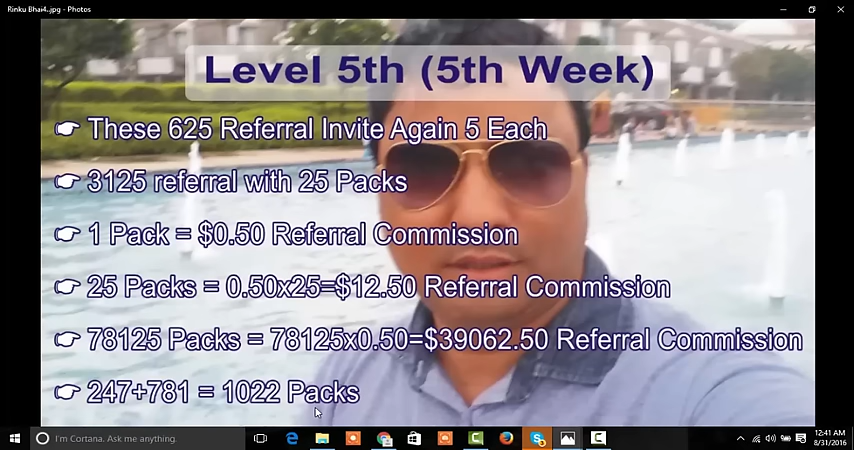 Rinku Bhai4.jpg - Photos
Level 5th (5th Week)
These 625 Referral Invite Again 5 Each
3125 referral with 25 Packs
1 Pack = $0.50 Referral Commission
25 Packs = 0.50x25=$12.50 Referral Commission
78125 Packs = 78125x0.50=$39062.50 Referral Commission
247+781 = 1022 Packs
I'm Cortana. Ask me anything.
12:41 AM
8/31/2016